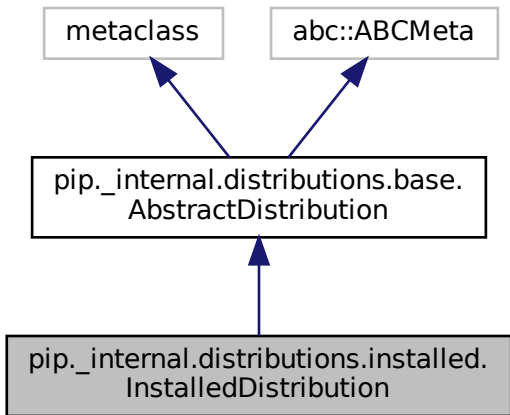 metaclass
abc::ABCMeta
pip._internal.distributions.base.
AbstractDistribution
pip._internal.distributions.installed.
InstalledDistribution